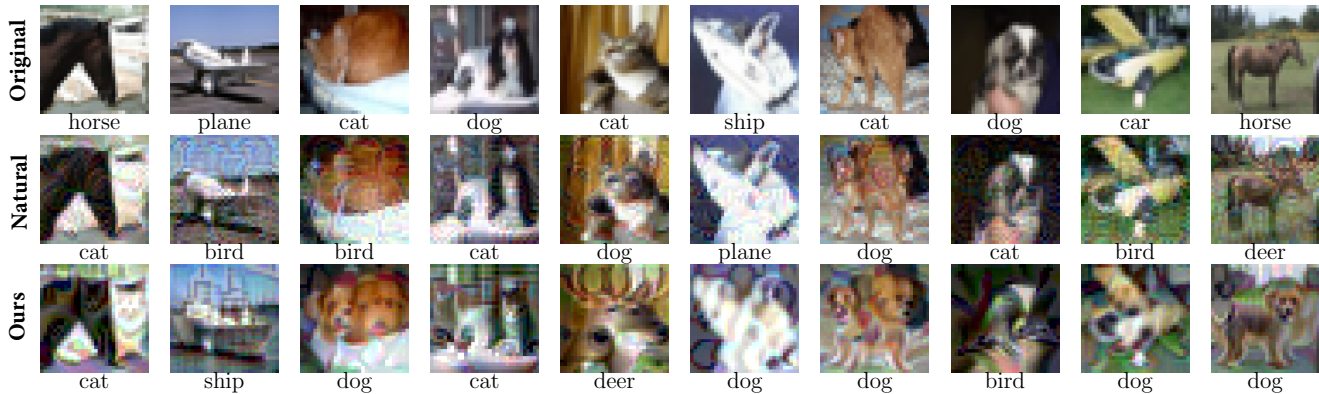 Original
horse plane cat dog cat ship cat dog car horse
Natural
cat bird bird cat dog plane dog cat bird deer
Ours
cat ship dog cat deer dog dog bird dog dog